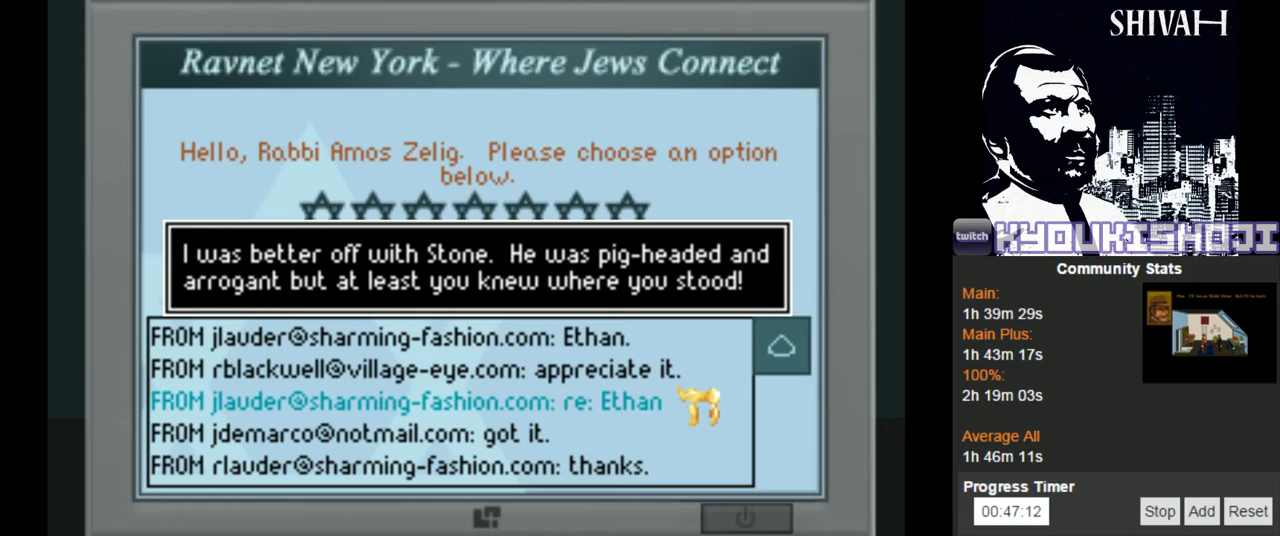 Ravnet New York - Where Jews Connect
Hello, Rabbi Amos Zelig. Please choose an option
below.
I was better off with Stone. He was pig-headed and
arrogant but at least you knew where you stood!
FROM jlauder@sharming-fashion.com: Ethan.
FROM rblackwell@village-eye.com: appreciate it.
FROM jlauder@sharming-fashion.com: re: Ethan
חי
FROM jdemarco@notmail.com: got it.
FROM rlauder@sharming-fashion.com: thanks.
SHIVAH
twitch KYOUKISHOJI
Community Stats
Main:
1h 39m 29s
Main Plus:
1h 43m 17s
100%:
2h 19m 03s
Average All
1h 46m 11s
Progress Timer
00:47:12
Stop
Add
Reset